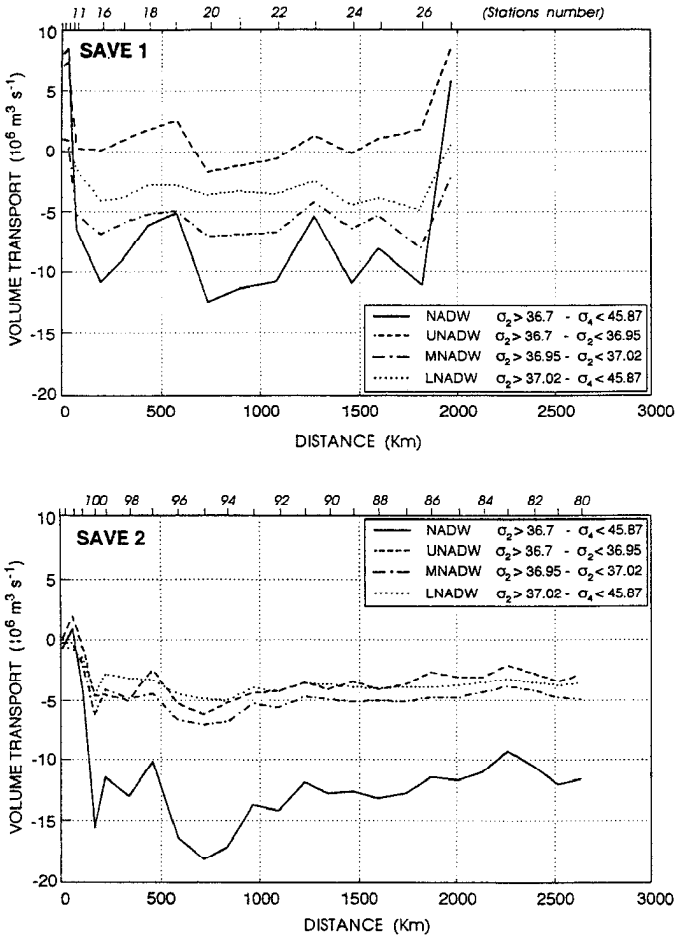 11 16 18 20 22 24 26 (Stations number)
SAVE 1
10
5
0
-5
-10
-15
-20
VOLUME TRANSPORT (10⁶ m³ s⁻¹)
NADW σ₂ > 36.7 - σ₄ < 45.87
UNADW σ₂ > 36.7 - σ₂ < 36.95
MNADW σ₂ > 36.95 - σ₂ < 37.02
LNADW σ₂ > 37.02 - σ₄ < 45.87
0 500 1000 1500 2000 2500 3000
DISTANCE (Km)
100 98 96 94 92 90 88 86 84 82 80
SAVE 2
10
5
0
-5
-10
-15
-20
VOLUME TRANSPORT (10⁶ m³ s⁻¹)
NADW σ₂ > 36.7 - σ₄ < 45.87
UNADW σ₂ > 36.7 - σ₂ < 36.95
MNADW σ₂ > 36.95 - σ₂ < 37.02
LNADW σ₂ > 37.02 - σ₄ < 45.87
0 500 1000 1500 2000 2500 3000
DISTANCE (Km)